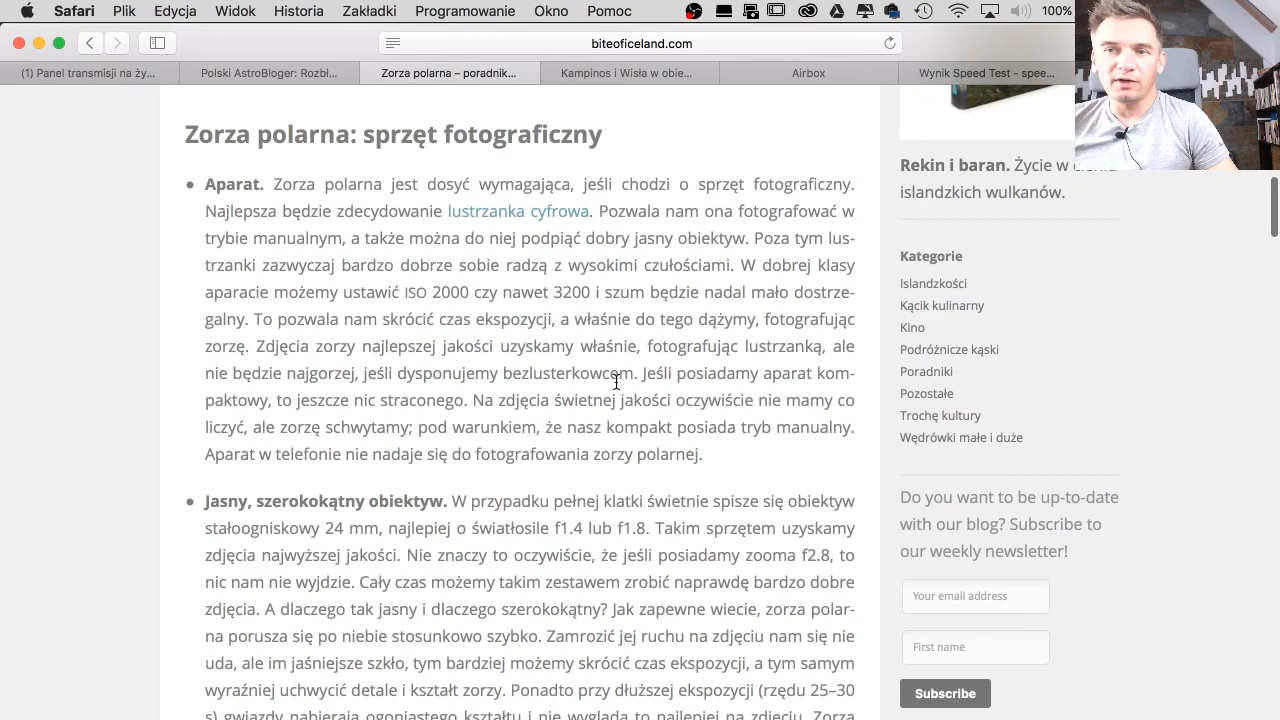 Safari Plik Edycja Widok Historia Zakładki Programowanie Okno Pomoc 100%
biteoficeland.com
(1) Panel transmisji na ży... Polski AstroBloger: Rozbł... Zorza polarna – poradnik... Kampinos i Wisła w obie... Airbox Wynik Speed Test - spee...
Zorza polarna: sprzęt fotograficzny
• Aparat. Zorza polarna jest dosyć wymagająca, jeśli chodzi o sprzęt fotograficzny.
Najlepsza będzie zdecydowanie lustrzanka cyfrowa. Pozwala nam ona fotografować w
trybie manualnym, a także można do niej podpiąć dobry jasny obiektyw. Poza tym lus-
trzanki zazwyczaj bardzo dobrze sobie radzą z wysokimi czułościami. W dobrej klasy
aparacie możemy ustawić ISO 2000 czy nawet 3200 i szum będzie nadal mało dostrze-
galny. To pozwala nam skrócić czas ekspozycji, a właśnie do tego dążymy, fotografując
zorzę. Zdjęcia zorzy najlepszej jakości uzyskamy właśnie, fotografując lustrzanką, ale
nie będzie najgorzej, jeśli dysponujemy bezlusterkowcem. Jeśli posiadamy aparat kom-
paktowy, to jeszcze nic straconego. Na zdjęcia świetnej jakości oczywiście nie mamy co
liczyć, ale zorzę schwytamy; pod warunkiem, że nasz kompakt posiada tryb manualny.
Aparat w telefonie nie nadaje się do fotografowania zorzy polarnej.
• Jasny, szerokokątny obiektyw. W przypadku pełnej klatki świetnie spisze się obiektyw
stałoogniskowy 24 mm, najlepiej o światłosile f1.4 lub f1.8. Takim sprzętem uzyskamy
zdjęcia najwyższej jakości. Nie znaczy to oczywiście, że jeśli posiadamy zooma f2.8, to
nic nam nie wyjdzie. Cały czas możemy takim zestawem zrobić naprawdę bardzo dobre
zdjęcia. A dlaczego tak jasny i dlaczego szerokokątny? Jak zapewne wiecie, zorza polar-
na porusza się po niebie stosunkowo szybko. Zamrozić jej ruchu na zdjęciu nam się nie
uda, ale im jaśniejsze szkło, tym bardziej możemy skrócić czas ekspozycji, a tym samym
wyraźniej uchwycić detale i kształt zorzy. Ponadto przy dłuższej ekspozycji (rzędu 25–30
s) gwiazdy nabierają ogoniastego kształtu i nie wygląda to najlepiej na zdjęciu. Zorza
Rekin i baran. Życie w
islandzkich wulkanów.
Kategorie
Islandzkości
Kącik kulinarny
Kino
Podróżnicze kąski
Poradniki
Pozostałe
Trochę kultury
Wędrówki małe i duże
Do you want to be up-to-date
with our blog? Subscribe to
our weekly newsletter!
Your email address
First name
Subscribe